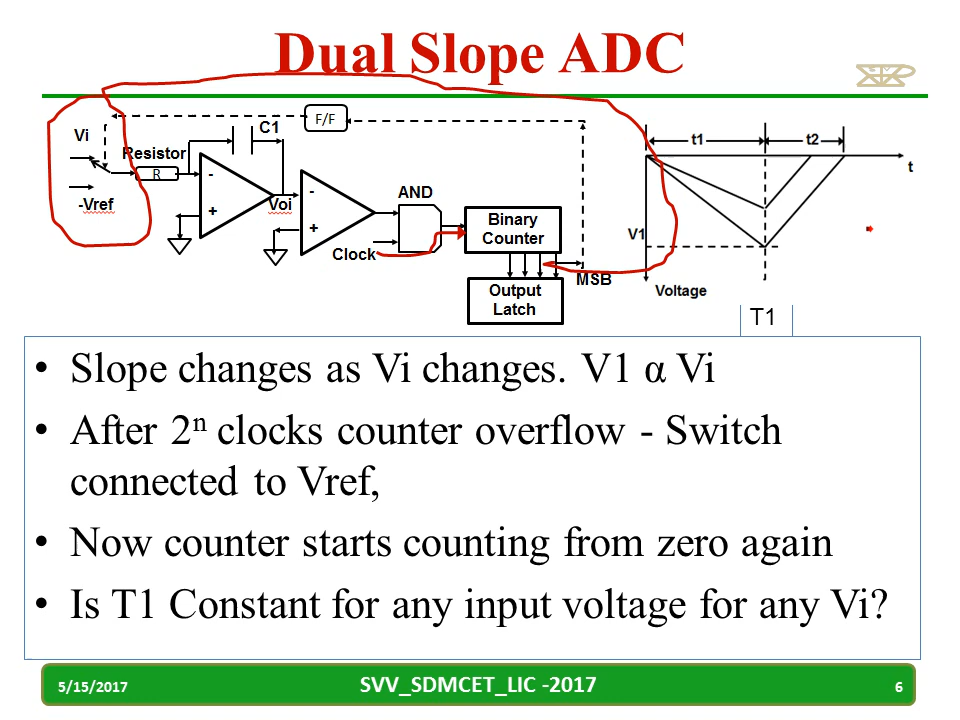 Dual Slope ADC
F/F
Vi
C1
Resistor
R
-Vref
-
+
Voi
-
+
AND
Clock
Binary
Counter
MSB
Output
Latch
t1
t2
t
V1
Voltage
T1
• Slope changes as Vi changes. V1 α Vi
• After 2ⁿ clocks counter overflow - Switch
connected to Vref,
• Now counter starts counting from zero again
• Is T1 Constant for any input voltage for any Vi?
5/15/2017
SVV_SDMCET_LIC -2017
6